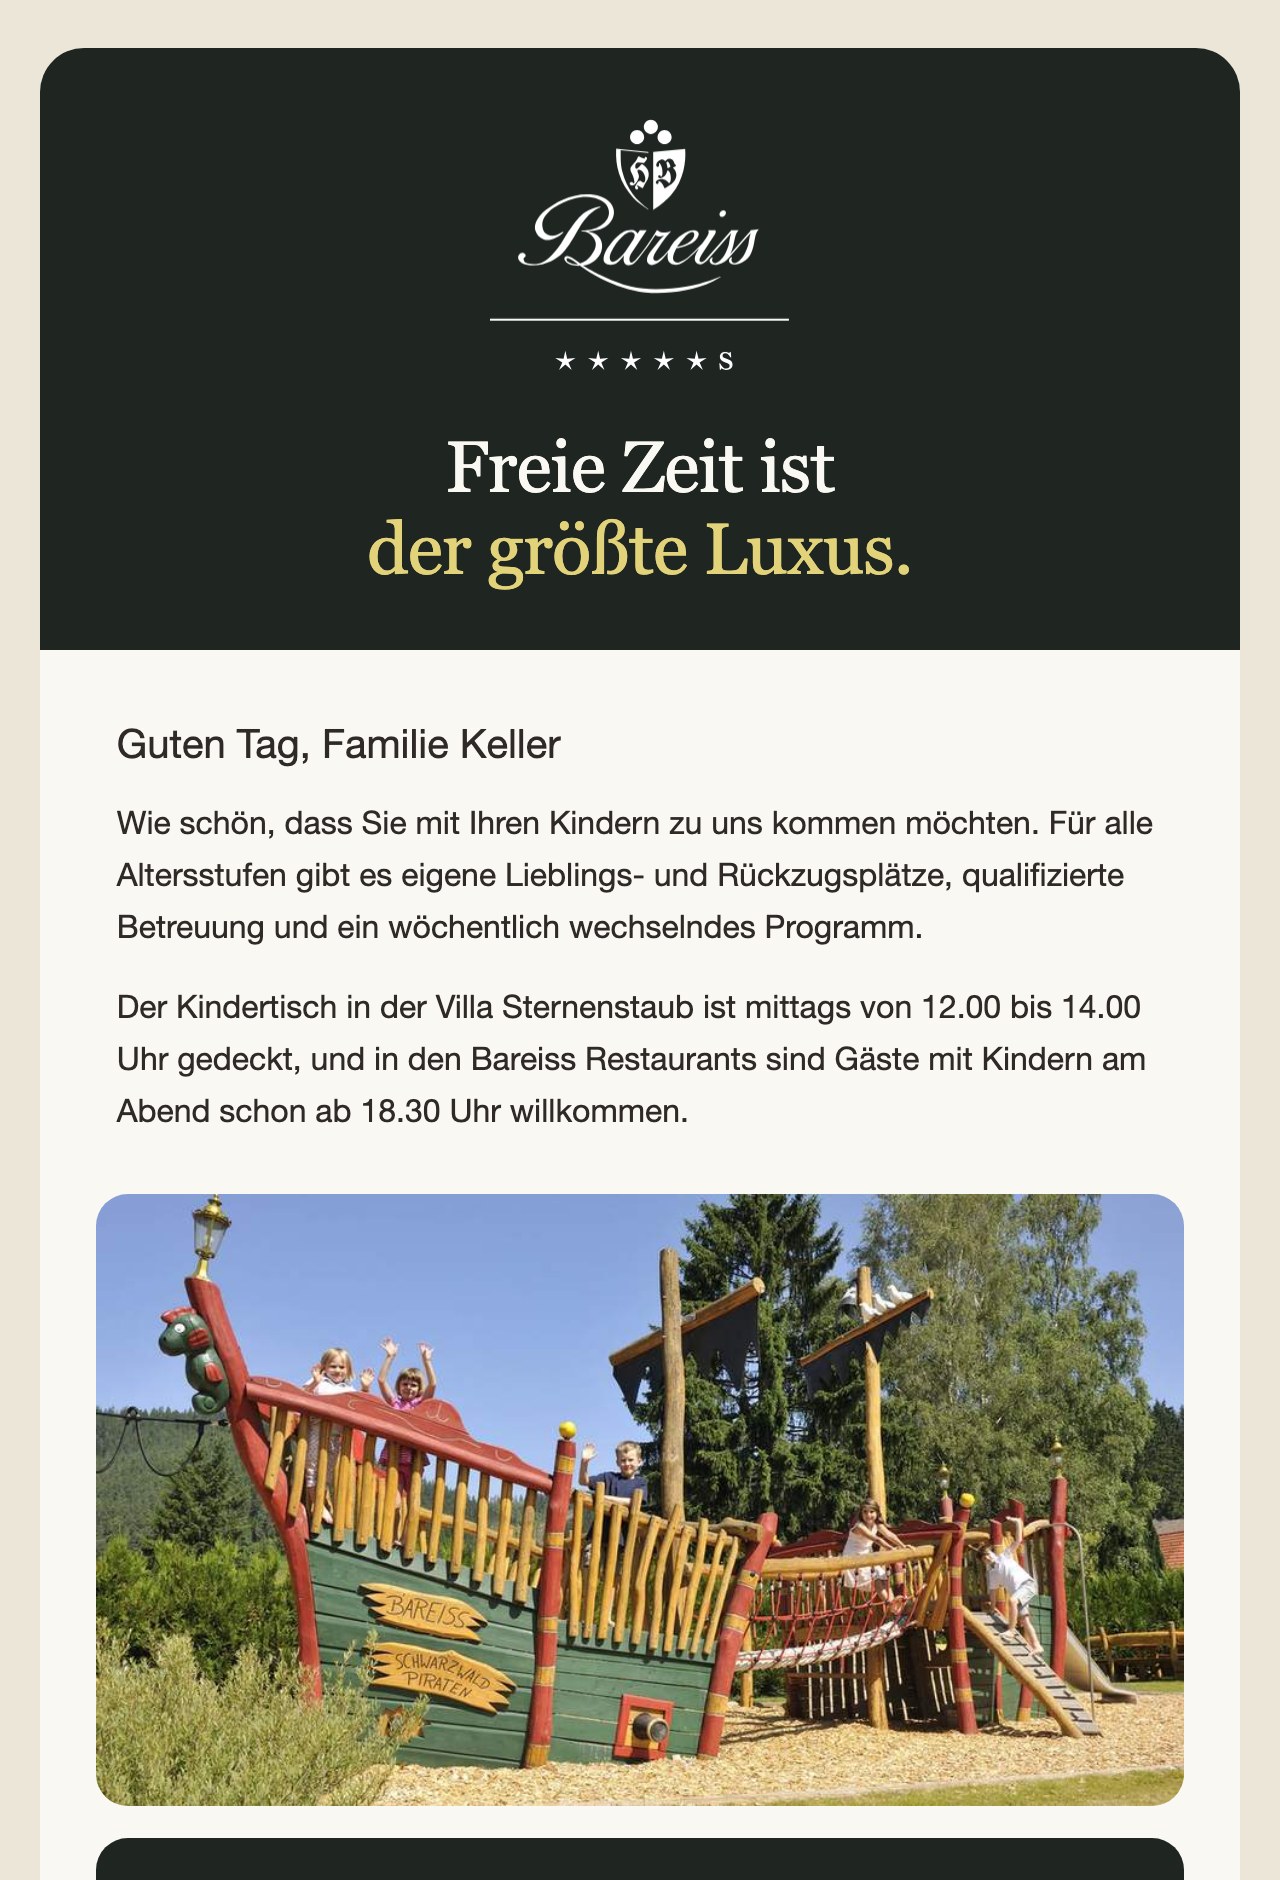 HB
Bareiss
★ ★ ★ ★ ★ S
Freie Zeit ist
der größte Luxus.
Guten Tag, Familie Keller
Wie schön, dass Sie mit Ihren Kindern zu uns kommen möchten. Für alle
Altersstufen gibt es eigene Lieblings- und Rückzugsplätze, qualifizierte
Betreuung und ein wöchentlich wechselndes Programm.
Der Kindertisch in der Villa Sternenstaub ist mittags von 12.00 bis 14.00
Uhr gedeckt, und in den Bareiss Restaurants sind Gäste mit Kindern am
Abend schon ab 18.30 Uhr willkommen.
BAREISS
SCHWARZWALD
PIRATEN